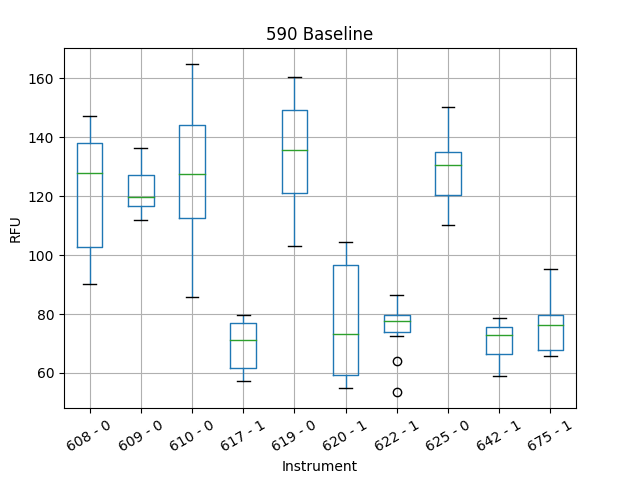 590 Baseline
160
140
120
100
80
60
RFU
608 - 0
609 - 0
610 - 0
617 - 1
619 - 0
620 - 1
622 - 1
625 - 0
642 - 1
675 - 1
Instrument